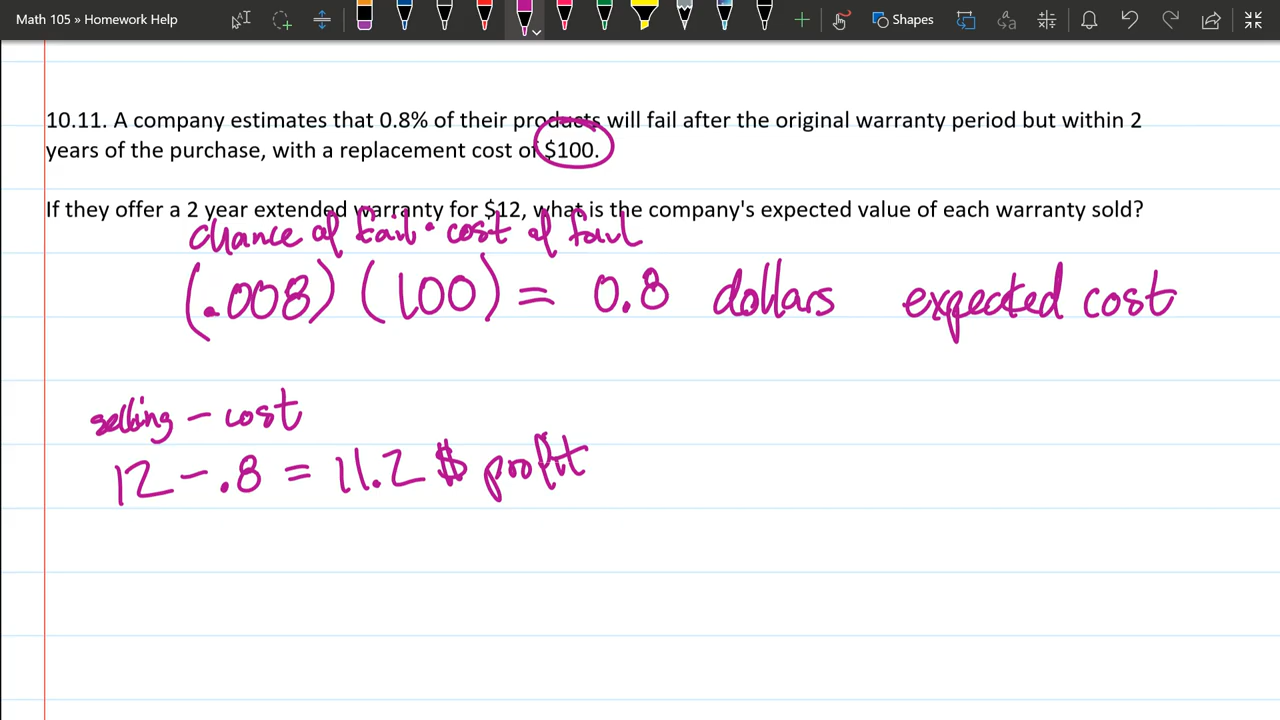 Math 105 » Homework Help
Shapes
10.11. A company estimates that 0.8% of their products will fail after the original warranty period but within 2
years of the purchase, with a replacement cost of $100.
If they offer a 2 year extended warranty for $12, what is the company's expected value of each warranty sold?
chance of fail · cost of fail
(.008) (100) = 0.8 dollars expected cost
selling - cost
12 - .8 = 11.2 $ profit